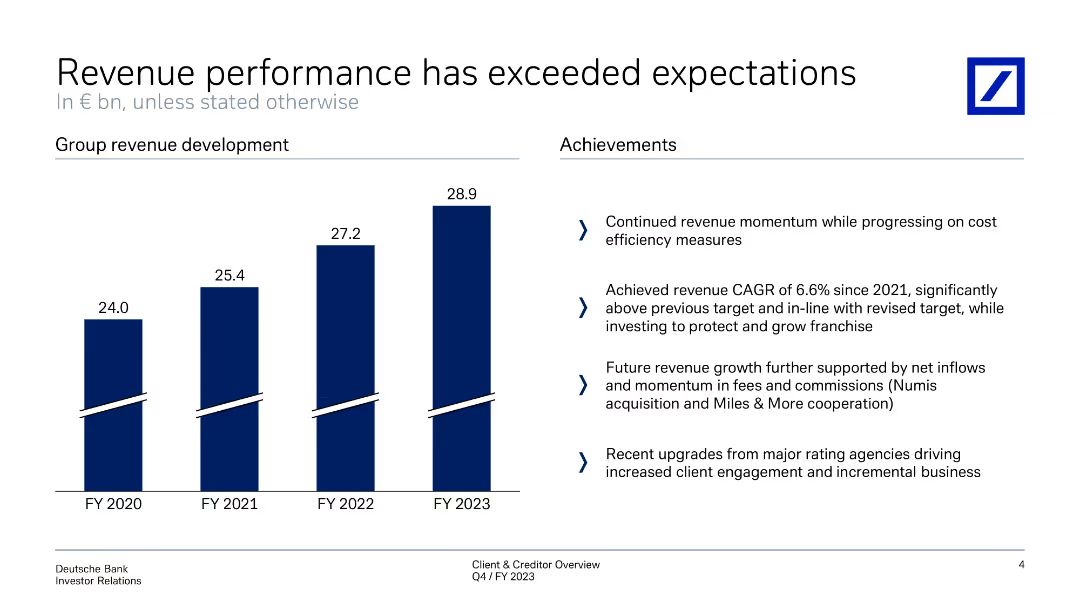 Revenue performance has exceeded expectations
In € bn, unless stated otherwise
Group revenue development
24.0
25.4
27.2
28.9
FY 2020
FY 2021
FY 2022
FY 2023
Achievements
Continued revenue momentum while progressing on cost
efficiency measures
Achieved revenue CAGR of 6.6% since 2021, significantly
above previous target and in-line with revised target, while
investing to protect and grow franchise
Future revenue growth further supported by net inflows
and momentum in fees and commissions (Numis
acquisition and Miles & More cooperation)
Recent upgrades from major rating agencies driving
increased client engagement and incremental business
Deutsche Bank
Investor Relations
Client & Creditor Overview
Q4 / FY 2023
4